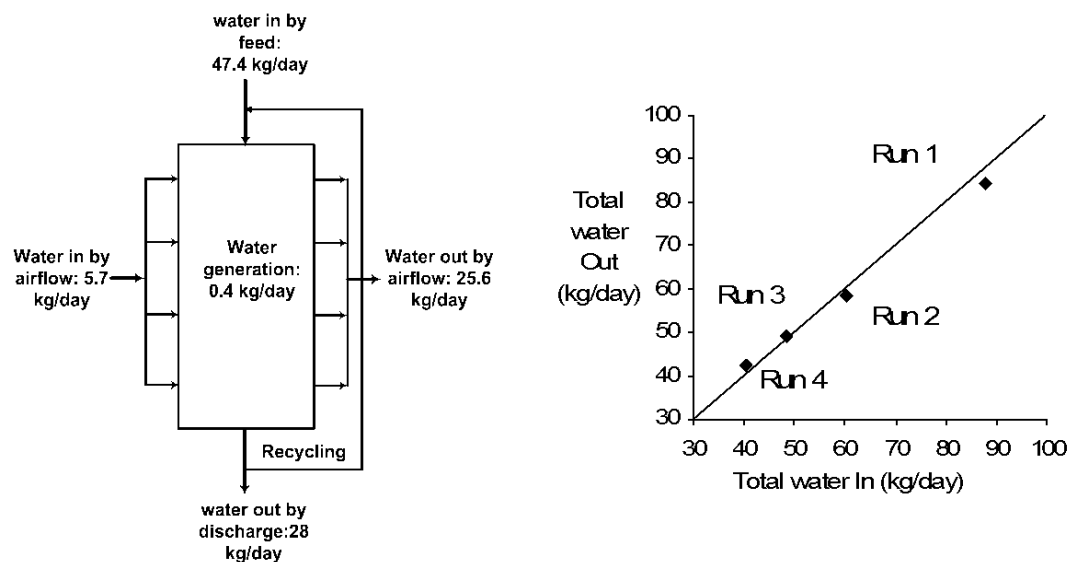 water in by
feed:
47.4 kg/day
Water in by
airflow: 5.7
kg/day
Water
generation:
0.4 kg/day
Water out by
airflow: 25.6
kg/day
Recycling
water out by
discharge:28
kg/day
Total
water
Out
(kg/day)
100
90
80
70
60
50
40
30
Run 1
Run 2
Run 3
Run 4
30 40 50 60 70 80 90 100
Total water In (kg/day)